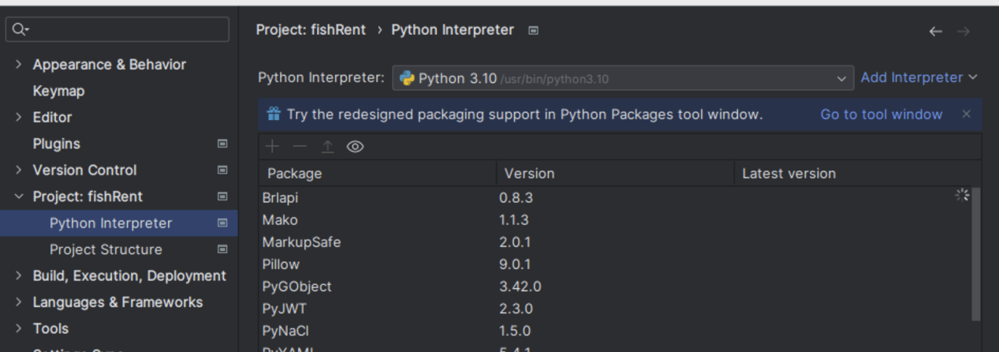 Project: fishRent › Python Interpreter
Appearance & Behavior
Keymap
Editor
Plugins
Version Control
Project: fishRent
Python Interpreter
Project Structure
Build, Execution, Deployment
Languages & Frameworks
Tools
Python Interpreter: Python 3.10 /usr/bin/python3.10 Add Interpreter
Try the redesigned packaging support in Python Packages tool window. Go to tool window
Package Version Latest version
Brlapi 0.8.3
Mako 1.1.3
MarkupSafe 2.0.1
Pillow 9.0.1
PyGObject 3.42.0
PyJWT 2.3.0
PyNaCl 1.5.0
PyYAML 5.4.1